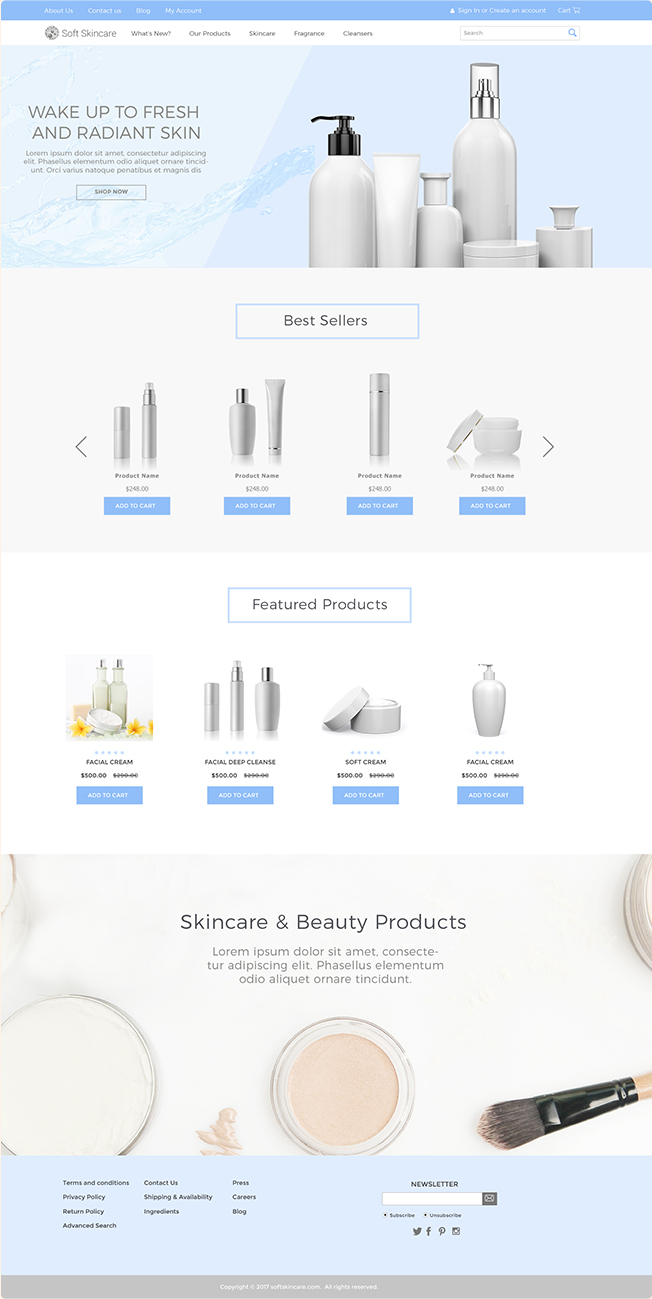 About Us Contact us Blog My Account Sign In or Create an account Cart
Soft Skincare What's New? Our Products Skincare Fragrance Cleansers Search
WAKE UP TO FRESH
AND RADIANT SKIN
Lorem ipsum dolor sit amet, consectetur adipiscing
elit. Phasellus elementum odio aliquet ornare tincid-
unt. Orci varius natoque penatibus et magnis dis
SHOP NOW
Best Sellers
Product Name Product Name Product Name Product Name
$248.00 $248.00 $248.00 $248.00
ADD TO CART ADD TO CART ADD TO CART ADD TO CART
Featured Products
FACIAL CREAM FACIAL DEEP CLEANSE SOFT CREAM FACIAL CREAM
$500.00 $290.00 $500.00 $290.00 $500.00 $290.00 $500.00 $290.00
ADD TO CART ADD TO CART ADD TO CART ADD TO CART
Skincare & Beauty Products
Lorem ipsum dolor sit amet, consecte-
tur adipiscing elit. Phasellus elementum
odio aliquet ornare tincidunt.
Terms and conditions Contact Us Press NEWSLETTER
Privacy Policy Shipping & Availability Careers
Return Policy Ingredients Blog Subscribe Unsubscribe
Advanced Search
Copyright © 2017 softskincare.com. All rights reserved.